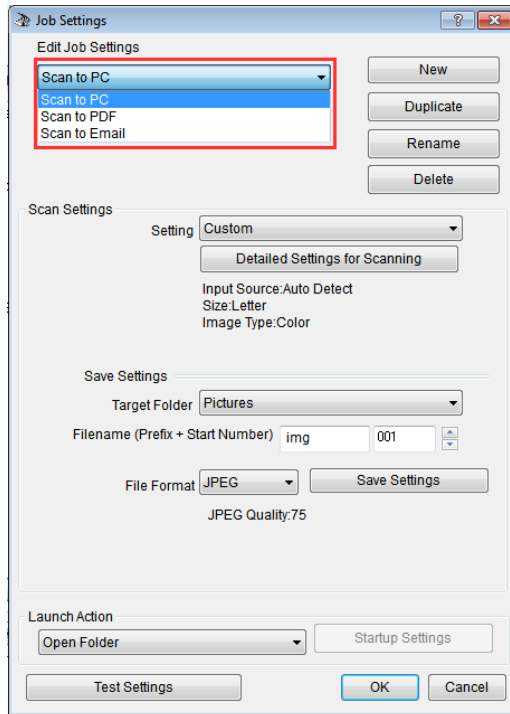 Job Settings
Edit Job Settings
Scan to PC
Scan to PC
Scan to PDF
Scan to Email
New
Duplicate
Rename
Delete
Scan Settings
Setting Custom
Detailed Settings for Scanning
Input Source:Auto Detect
Size:Letter
Image Type:Color
Save Settings
Target Folder Pictures
Filename (Prefix + Start Number) img 001
File Format JPEG Save Settings
JPEG Quality:75
Launch Action
Open Folder Startup Settings
Test Settings OK Cancel